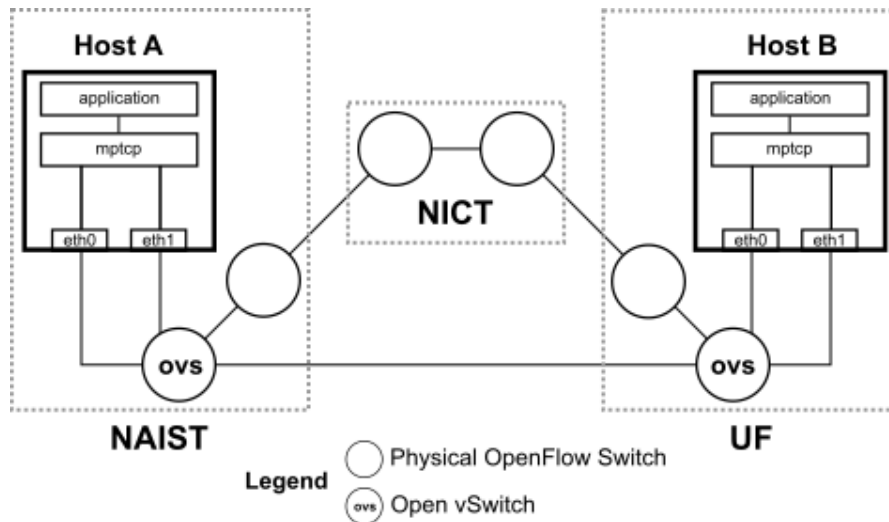 Host A
Host B
application
application
mptcp
mptcp
NICT
eth0
eth1
eth0
eth1
ovs
ovs
NAIST
UF
Legend
Physical OpenFlow Switch
ovs
Open vSwitch